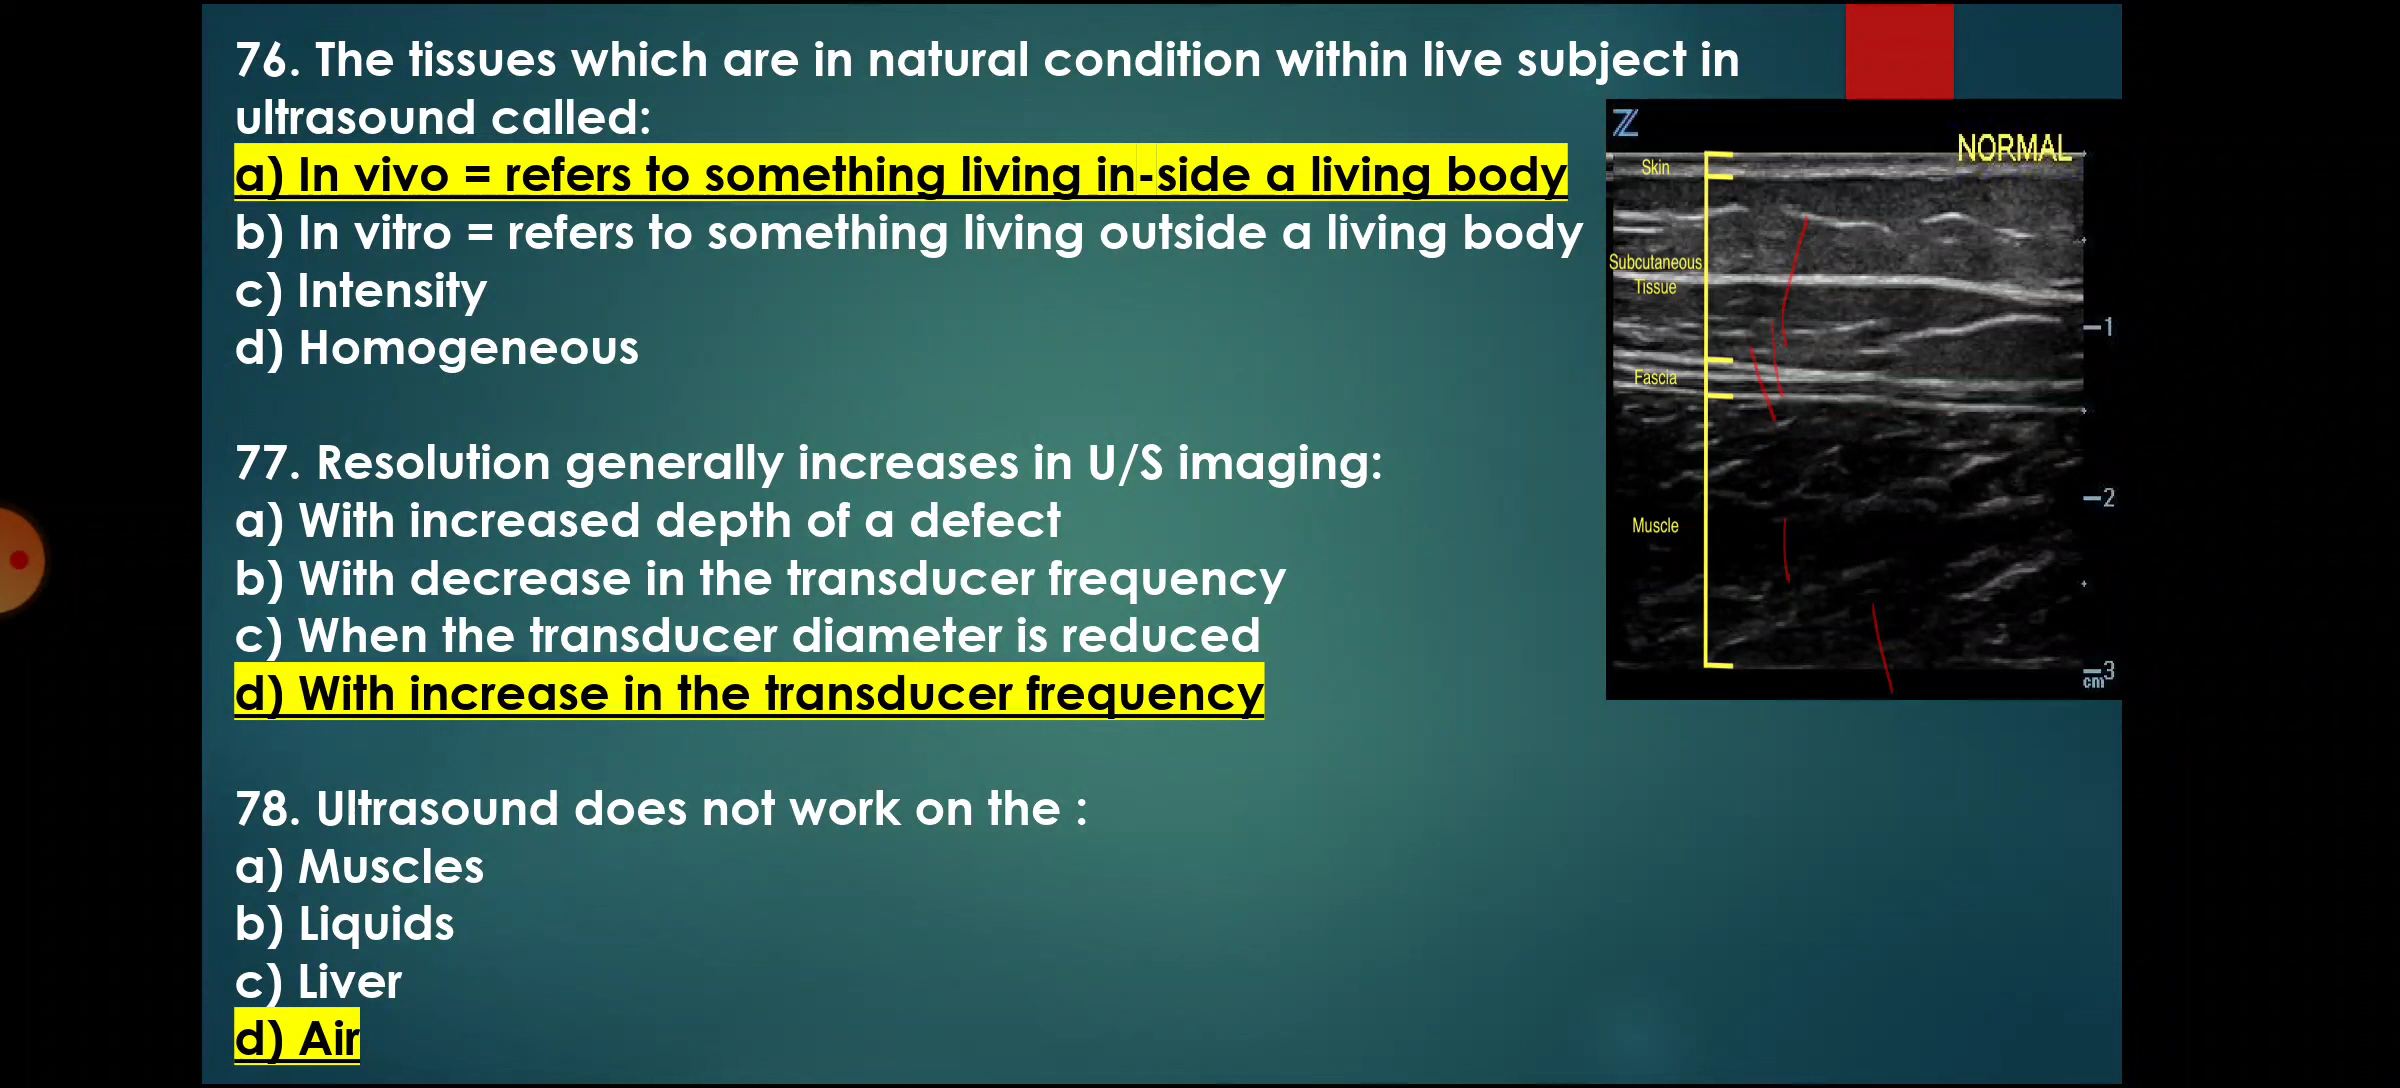 76. The tissues which are in natural condition within live subject in
ultrasound called:
a) In vivo = refers to something living in-side a living body
b) In vitro = refers to something living outside a living body
c) Intensity
d) Homogeneous
77. Resolution generally increases in U/S imaging:
a) With increased depth of a defect
b) With decrease in the transducer frequency
c) When the transducer diameter is reduced
d) With increase in the transducer frequency
78. Ultrasound does not work on the :
a) Muscles
b) Liquids
c) Liver
d) Air
Z
NORMAL
Skin
Subcutaneous
Tissue
1
Fascia
2
Muscle
3
cm